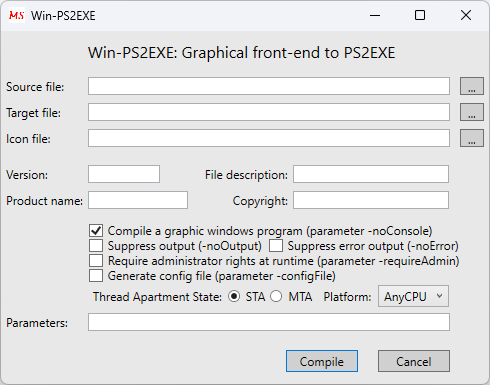 MS Win-PS2EXE
Win-PS2EXE: Graphical front-end to PS2EXE
Source file: ...
Target file: ...
Icon file: ...
Version: File description:
Product name: Copyright:
Compile a graphic windows program (parameter -noConsole)
Suppress output (-noOutput) Suppress error output (-noError)
Require administrator rights at runtime (parameter -requireAdmin)
Generate config file (parameter -configFile)
Thread Apartment State: STA MTA Platform: AnyCPU
Parameters:
Compile Cancel